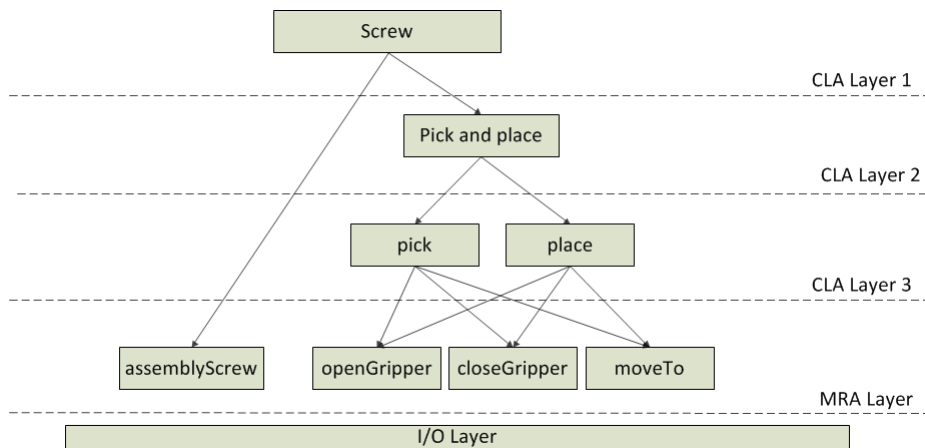 Screw
CLA Layer 1
Pick and place
CLA Layer 2
pick
place
CLA Layer 3
assemblyScrew
openGripper
closeGripper
moveTo
MRA Layer
I/O Layer